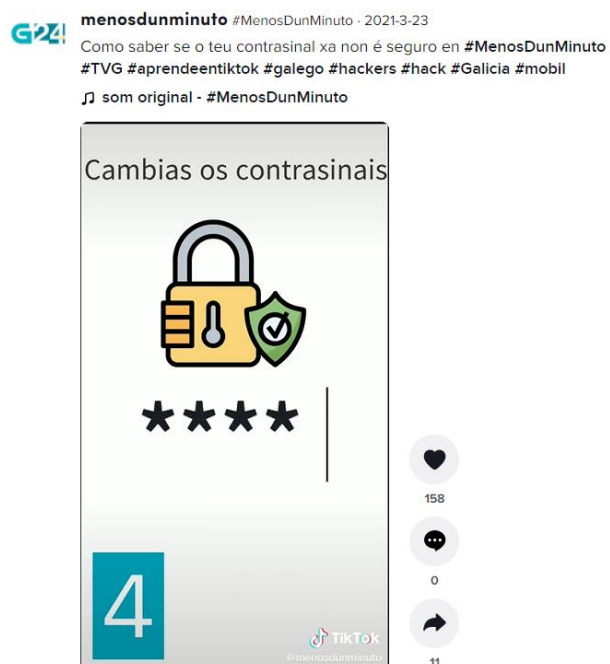 G24
menosdunminuto #MenosDunMinuto · 2021-3-23
Como saber se o teu contrasinal xa non é seguro en #MenosDunMinuto
#TVG #aprendeentiktok #galego #hackers #hack #Galicia #mobil
♫ som original - #MenosDunMinuto
Cambias os contrasinais
****
158
0
4
TikTok
@menosdunminuto
11